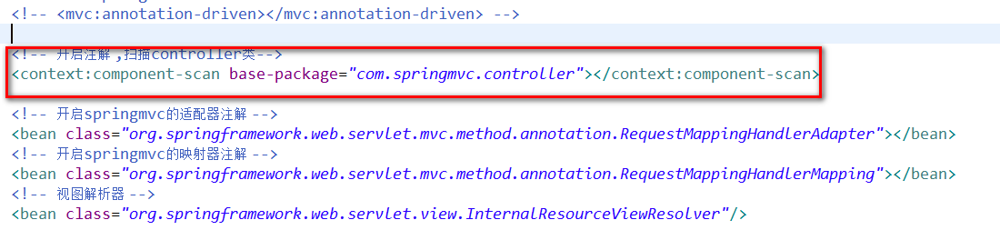 <!-- <mvc:annotation-driven></mvc:annotation-driven> -->
<!-- 开启注解 ,扫描controller类-->
<context:component-scan base-package="com.springmvc.controller"></context:component-scan>
<!-- 开启springmvc的适配器注解 -->
<bean class="org.springframework.web.servlet.mvc.method.annotation.RequestMappingHandlerAdapter"></bean>
<!-- 开启springmvc的映射器注解 -->
<bean class="org.springframework.web.servlet.mvc.method.annotation.RequestMappingHandlerMapping"></bean>
<!-- 视图解析器 -->
<bean class="org.springframework.web.servlet.view.InternalResourceViewResolver"/>